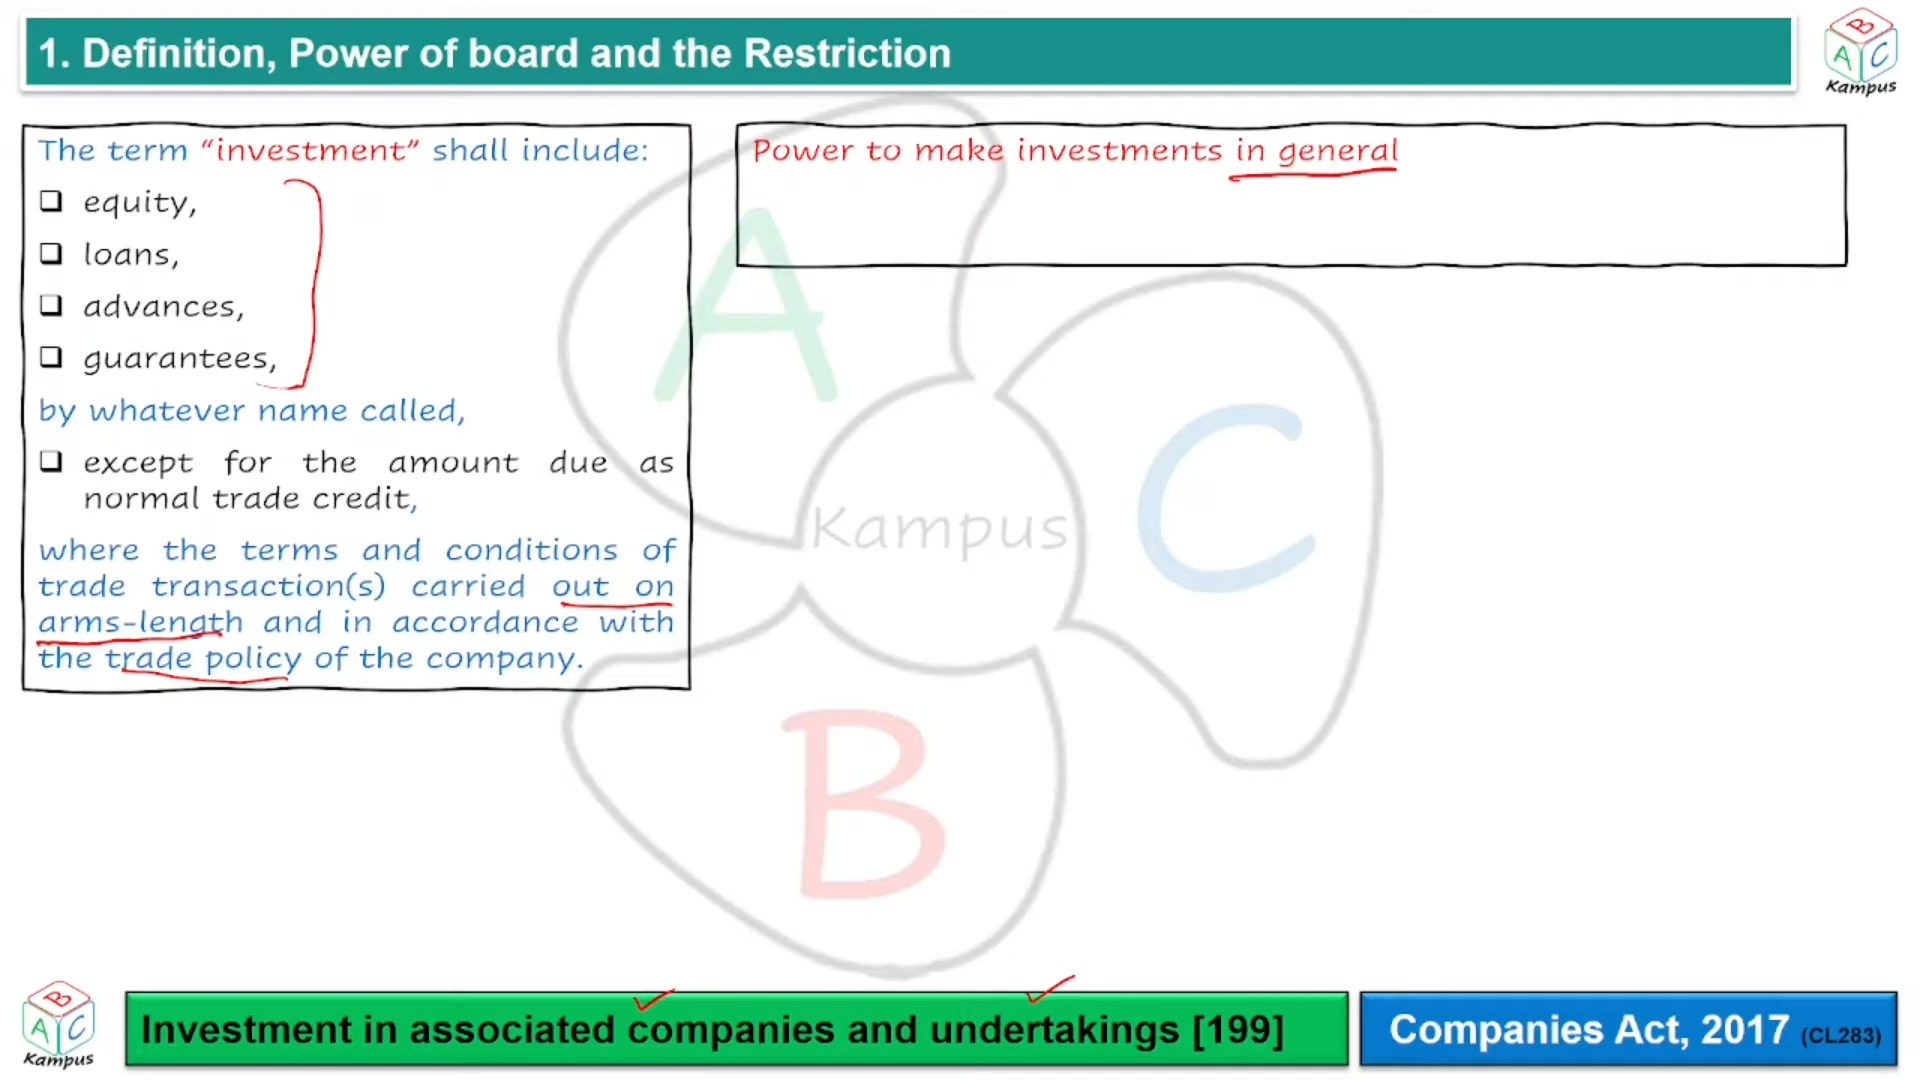 1. Definition, Power of board and the Restriction
B
A C
Kampus
The term “investment” shall include:
❑ equity,
❑ loans,
❑ advances,
❑ guarantees,
by whatever name called,
❑ except for the amount due as
normal trade credit,
where the terms and conditions of
trade transaction(s) carried out on
arms-length and in accordance with
the trade policy of the company.
Power to make investments in general
A
C
Kampus
B
B
A C
Kampus
Investment in associated companies and undertakings [199]
Companies Act, 2017 (CL283)